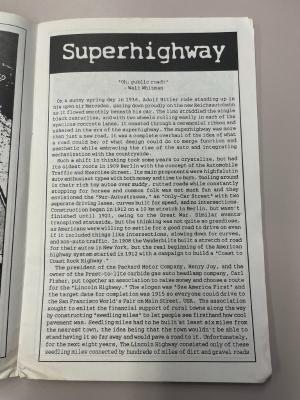 Superhighway
"Oh, public road!"
- Walt Whitman
On a sunny spring day in 1934, Adolf Hitler rode standing up in
his open air Mercedes, gazing down proudly on the new Reichsautobahn
as it flowed smoothly beneath his car. The limo straddled the single
black centerline, and with two wheels rolling easily in each of the
spacious concrete lanes, it coasted through a ceremonial ribbon and
ushered in the era of the superhighway. The superhighway was more
than just a new road, it was a complete overhaul of the idea of what
a road could be; of what design could do to merge function and
aesthetic while embracing the rise of the auto and integrating
mechanization with the countryside.
Such a shift in thinking took some years to crystalize, but had
its oldest roots in 1909 Berlin with the concept of the Automobile
Traffic and Exercise Street. Its main proponents were highfalutin
auto enthusiast types with both money and time to burn. Tooling around
in their rich toy autos over muddy, rutted roads while constantly
stopping for horses and common folk was not much fun and they
envisioned the "Nur-Autostrasse". An "Only-Car Street" with two
seperate driving lanes, curves built for speed, and no intersections.
Construction began in 1912 on a 10 km stretch in Berlin, but wasn't
finished until 1921, owing to the Great War. Similar events
transpired stateside, but the thinking was not quite so grandiose,
as Americans were willing to settle for a good road to drive on even
if it included things like intersections, slowing down for curves,
and non-auto traffic. In 1908 the Vanderbilts built a stretch of road
for their autos in New York, but the real beginning of the American
highway system started in 1912 with a campaign to build a "Coast to
Coast Rock Highway."
The president of the Packard Motor Company, Henry Joy, and the
owner of the Prest-o-lite carbide gas auto headlamp company, Carl
Fisher, put together an association to raise money and choose a route
for the "Lincoln Highway." The slogan was "See America First" and
the target date for completion was 1915 so everyone could drive to
the San Francisco World's Fair on Main Street, USA. The association
sought to enlist the financial support of rural towns along the way
by constructing "seedling miles" to let people see firsthand how cool
pavement was. Seedling miles had to be built at least six miles from
the nearest town, the idea being that the town wouldn't be able to
stand having it so far away and would pave a road to it. Unfortunately,
for the next eight years, The Lincoln Highway consisted only of these
seedling miles connected by hundreds of miles of dirt and gravel roads